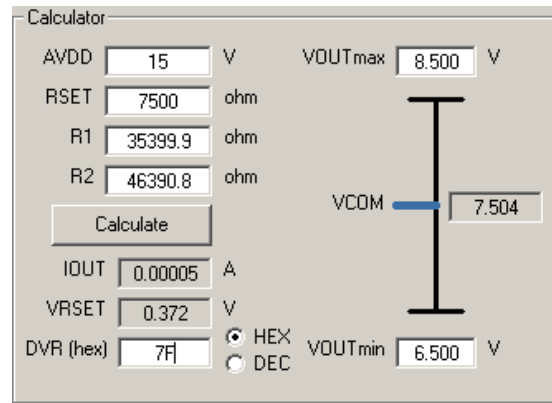 Calculator
AVDD 15 V VOUTmax 8.500 V
RSET 7500 ohm
R1 35399.9 ohm
R2 46390.8 ohm
Calculate VCOM 7.504
IOUT 0.00005 A
VRSET 0.372 V
DVR (hex) 7F HEX
DEC VOUTmin 6.500 V